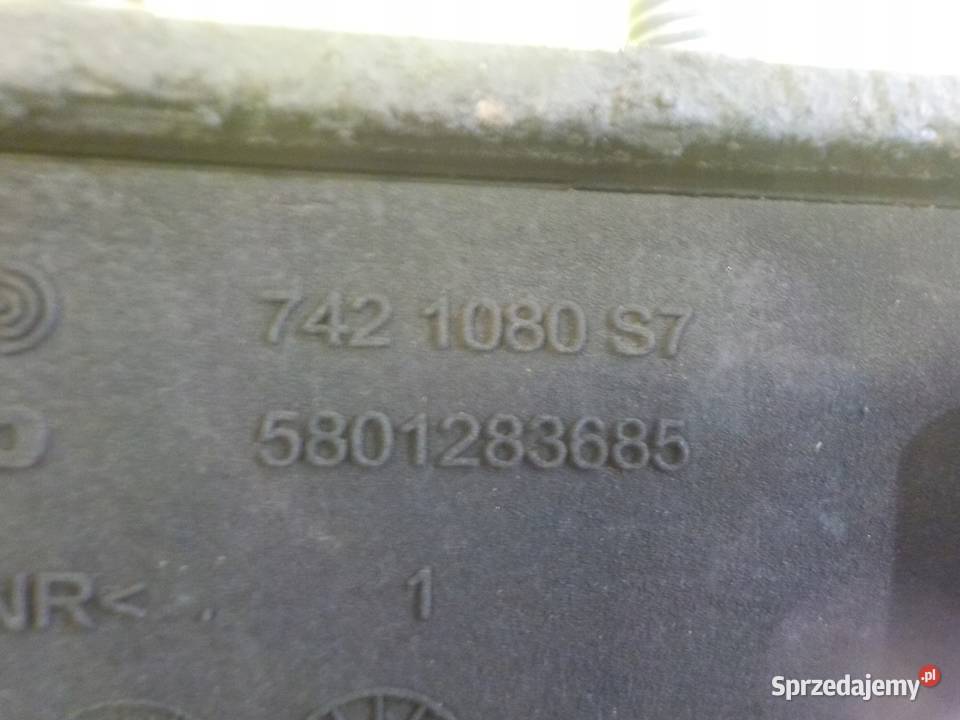 742 1080 S7
5801283685
NR< . 1
Sprzedajemy.pl